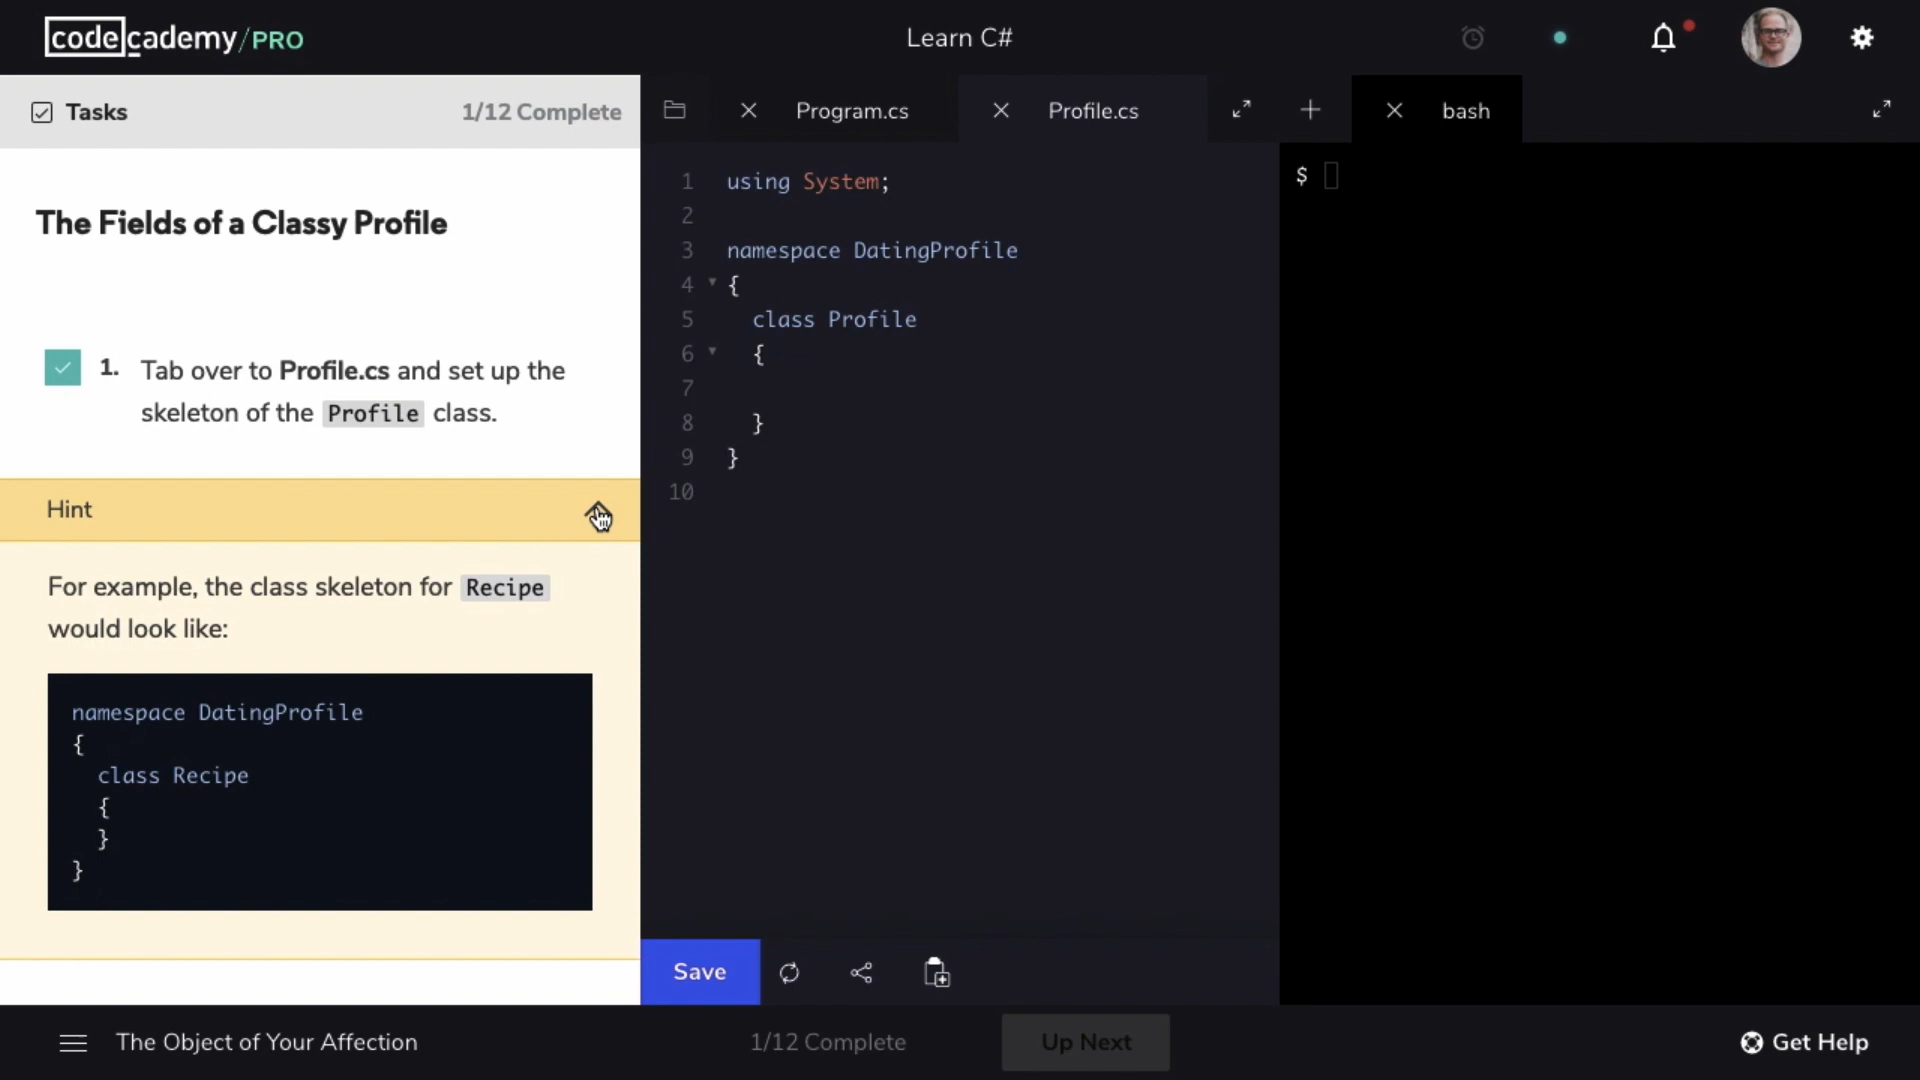 codecademy/PRO
Learn C#
Tasks
1/12 Complete
The Fields of a Classy Profile
1. Tab over to Profile.cs and set up the
skeleton of the Profile class.
Hint
For example, the class skeleton for Recipe
would look like:
namespace DatingProfile
{
class Recipe
{
}
}
Program.cs
Profile.cs
1 using System;
2
3 namespace DatingProfile
4 {
5 class Profile
6 {
7
8 }
9 }
10
Save
bash
$
The Object of Your Affection
1/12 Complete
Up Next
Get Help